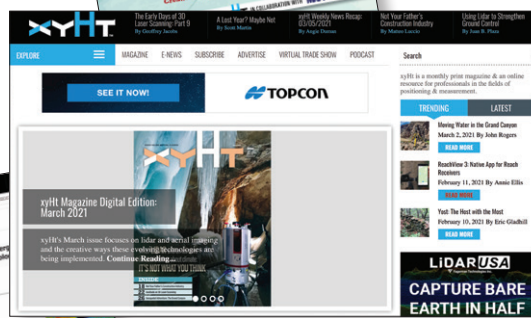 IN COLLABORATION WITH
xyHt
The Early Days of 3D
Laser Scanning: Part 9
By Geoffrey Jacobs
A Lost Year? Maybe Not
By Scott Martin
xyHt Weekly News Recap:
03/05/2021
By Angie Duman
Not Your Father's
Construction Industry
By Matteo Luccio
Using Lidar to Strengthen
Ground Control
By Juan B. Plaza
EXPLORE
MAGAZINE
E-NEWS
SUBSCRIBE
ADVERTISE
VIRTUAL TRADE SHOW
PODCAST
Search
SEE IT NOW!
TOPCON
xyHt is a monthly print magazine & an online
resource for professionals in the fields of
positioning & measurement.
TRENDING
LATEST
Moving Water in the Grand Canyon
March 2, 2021 By John Rogers
READ MORE
ReachView 3: Native App for Reach
Receivers
February 11, 2021 By Annie Ellis
READ MORE
Yost: The Host with the Most
February 10, 2021 By Eric Gladhill
READ MORE
xyHt
xyHt Magazine Digital Edition:
March 2021
xyHt's March issue focuses on lidar and aerial imaging
and the creative ways these evolving technologies are
being implemented. Continue Reading...
IT'S NOT WHAT YOU THINK
LiDARUSA
CAPTURE BARE
EARTH IN HALF